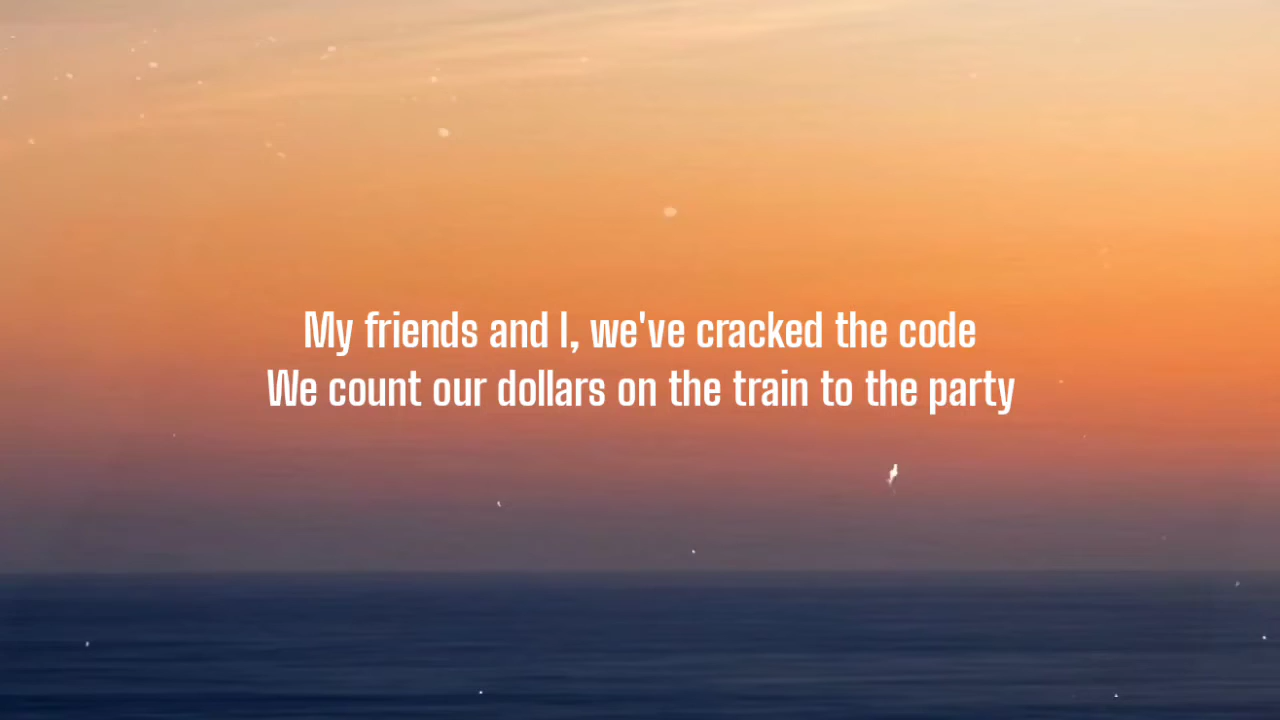 My friends and I, we've cracked the code
We count our dollars on the train to the party